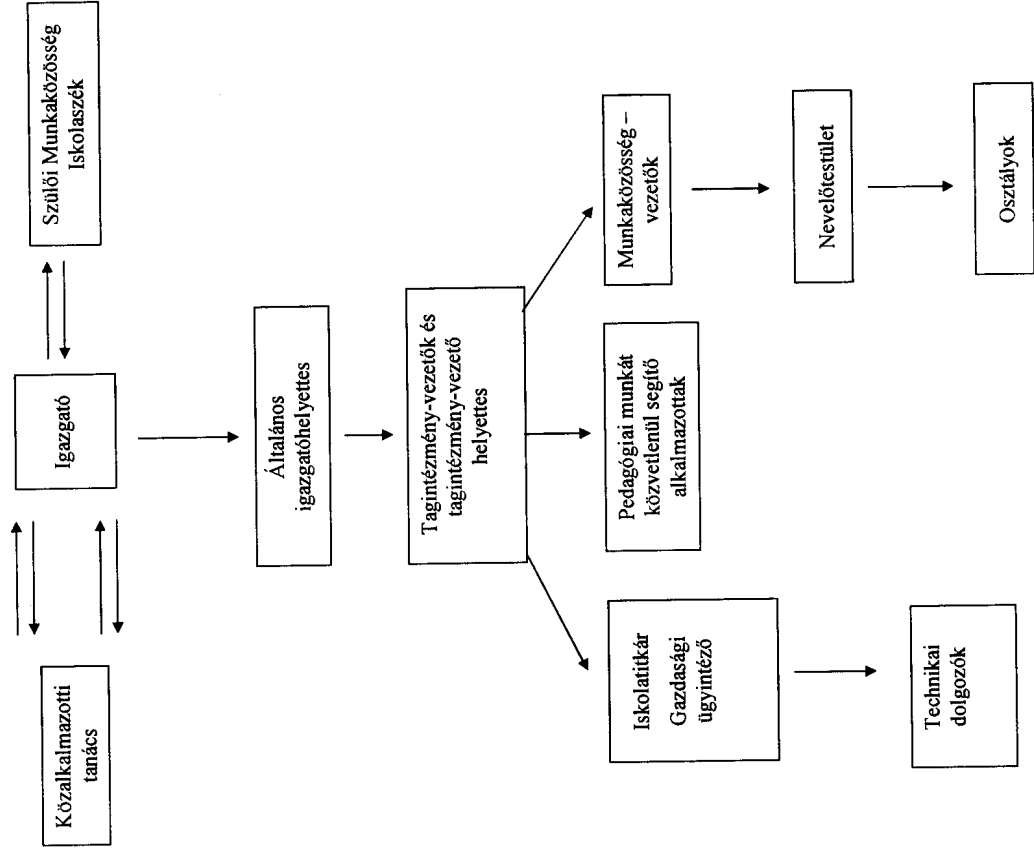 Közalkalmazotti
tanács
Igazgató
Szülői Munkaközösség
Iskolaszék
Általános
igazgatóhelyettes
Tagintézmény-vezetők és
tagintézmény-vezető
helyettes
Iskolatitkár
Gazdasági
ügyintéző
Pedagógiai munkát
közvetlenül segítő
alkalmazottak
Munkaközösség –
vezetők
Nevelőtestület
Technikai
dolgozók
Osztályok